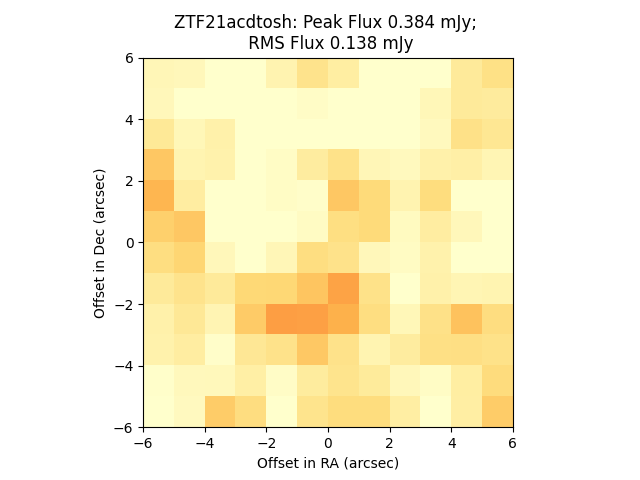 ZTF21acdtosh: Peak Flux 0.384 mJy;
RMS Flux 0.138 mJy
6
4
2
0
−2
−4
−6
Offset in Dec (arcsec)
−6 −4 −2 0 2 4 6
Offset in RA (arcsec)